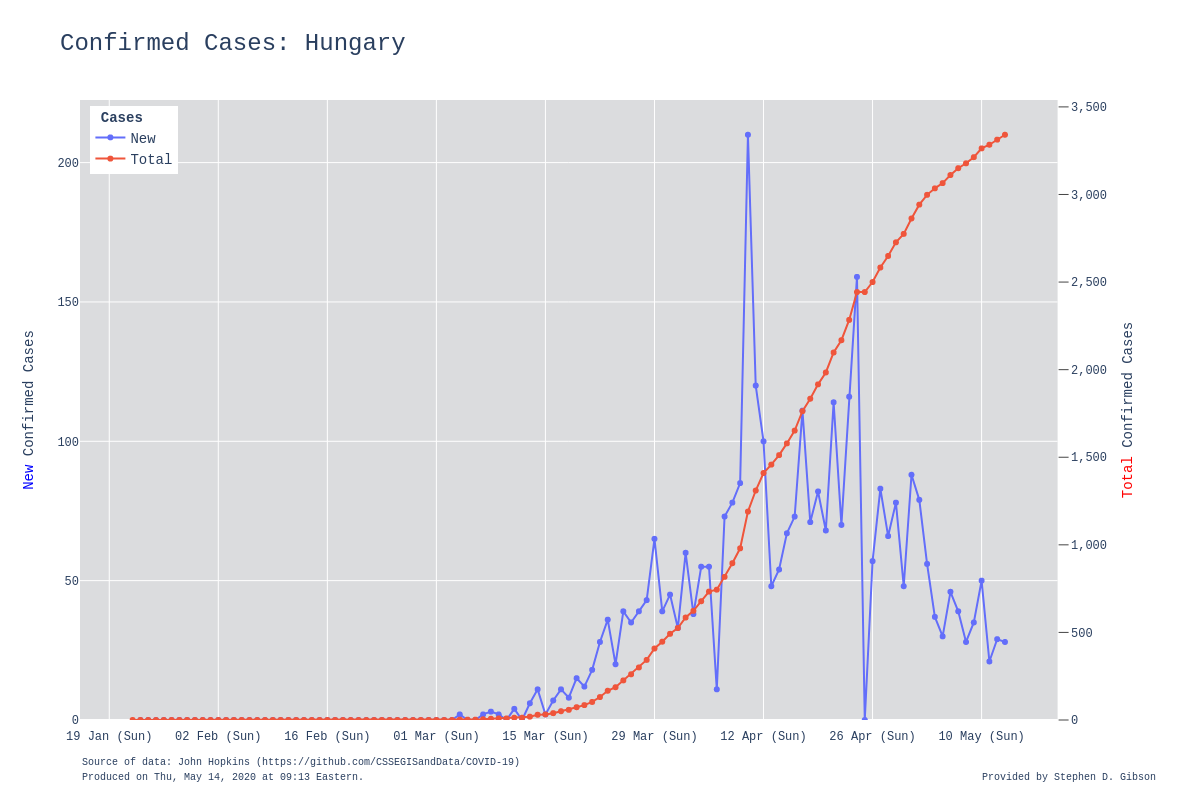 Confirmed Cases: Hungary
Cases
New
Total
200
150
100
50
0
3,500
3,000
2,500
2,000
1,500
1,000
500
0
New Confirmed Cases
Total Confirmed Cases
19 Jan (Sun) 02 Feb (Sun) 16 Feb (Sun) 01 Mar (Sun) 15 Mar (Sun) 29 Mar (Sun) 12 Apr (Sun) 26 Apr (Sun) 10 May (Sun)
Source of data: John Hopkins (https://github.com/CSSEGISandData/COVID-19)
Produced on Thu, May 14, 2020 at 09:13 Eastern.
Provided by Stephen D. Gibson